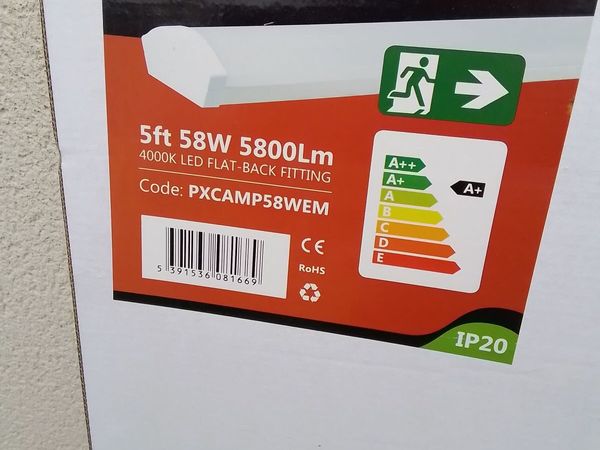 5ft 58W 5800Lm
4000K LED FLAT-BACK FITTING
Code: PXCAMP58WEM
5 391536 081669
CE
RoHS
A++
A+
A
B
C
D
E
A+
IP20